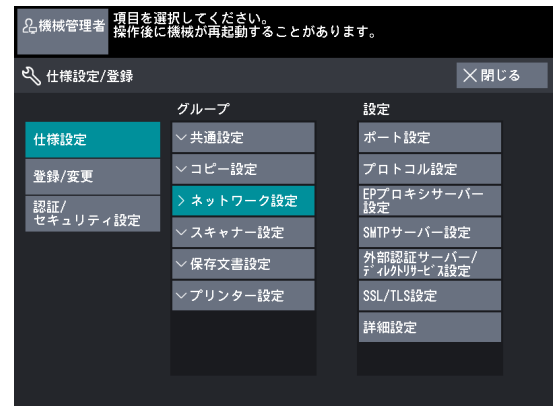 機械管理者
項目を選択してください。
操作後に機械が再起動することがあります。
仕様設定/登録
閉じる
グループ
設定
仕様設定
登録/変更
認証/
セキュリティ設定
共通設定
コピー設定
ネットワーク設定
スキャナー設定
保存文書設定
プリンター設定
ポート設定
プロトコル設定
EPプロキシサーバー
設定
SMTPサーバー設定
外部認証サーバー/
ディレクトリサービス設定
SSL/TLS設定
詳細設定